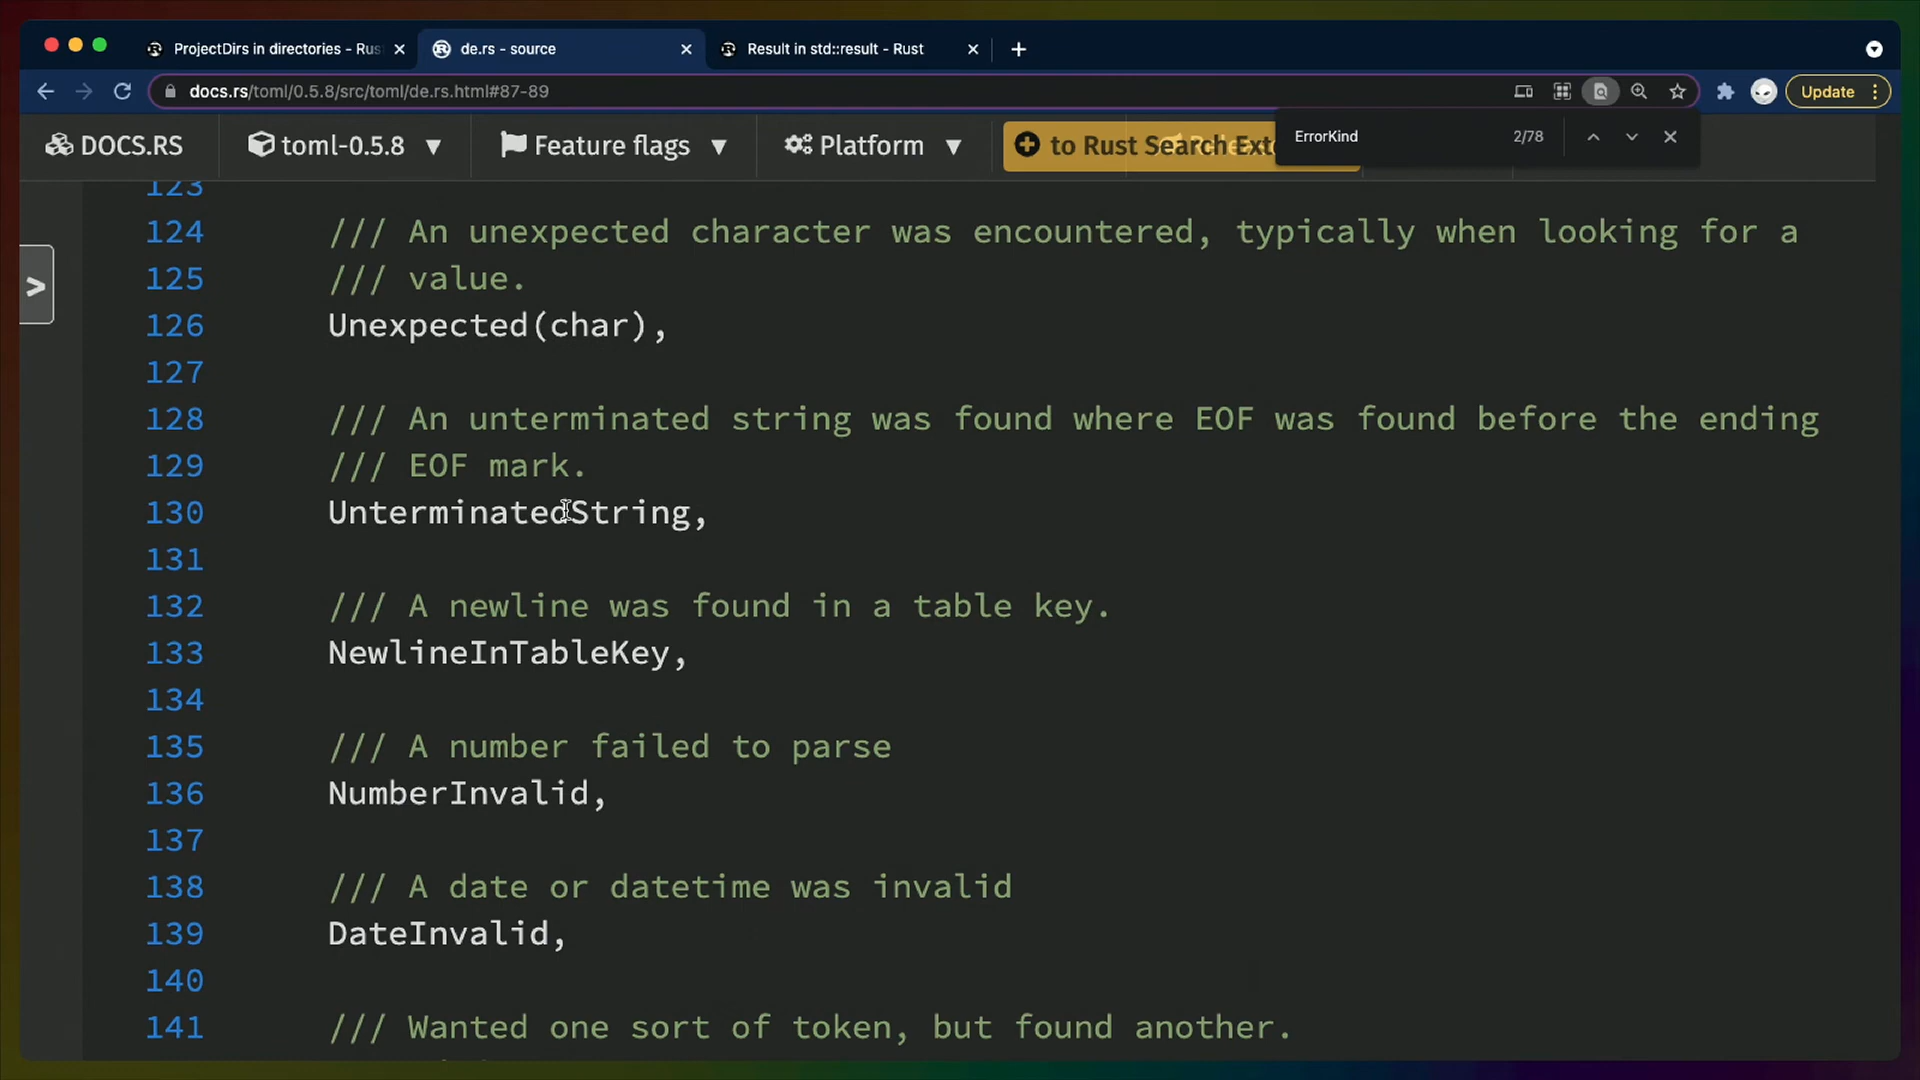 ProjectDirs in directories - Rus
de.rs - source
Result in std::result - Rust
docs.rs/toml/0.5.8/src/toml/de.rs.html#87-89
Update
DOCS.RS
toml-0.5.8
Feature flags
Platform
to Rust Search Exte
ErrorKind
2/78
123
124 /// An unexpected character was encountered, typically when looking for a
125 /// value.
126 Unexpected(char),
127
128 /// An unterminated string was found where EOF was found before the ending
129 /// EOF mark.
130 UnterminatedString,
131
132 /// A newline was found in a table key.
133 NewlineInTableKey,
134
135 /// A number failed to parse
136 NumberInvalid,
137
138 /// A date or datetime was invalid
139 DateInvalid,
140
141 /// Wanted one sort of token, but found another.